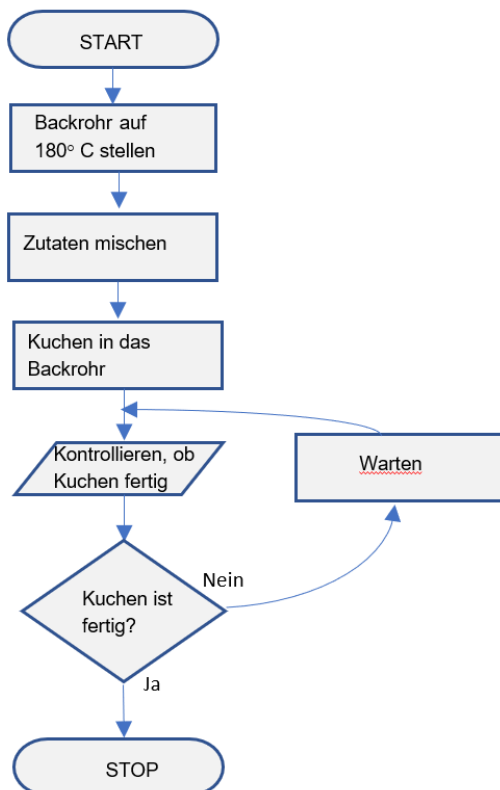 START
Backrohr auf
180° C stellen
Zutaten mischen
Kuchen in das
Backrohr
Kontrollieren, ob
Kuchen fertig
Warten
Nein
Kuchen ist
fertig?
Ja
STOP